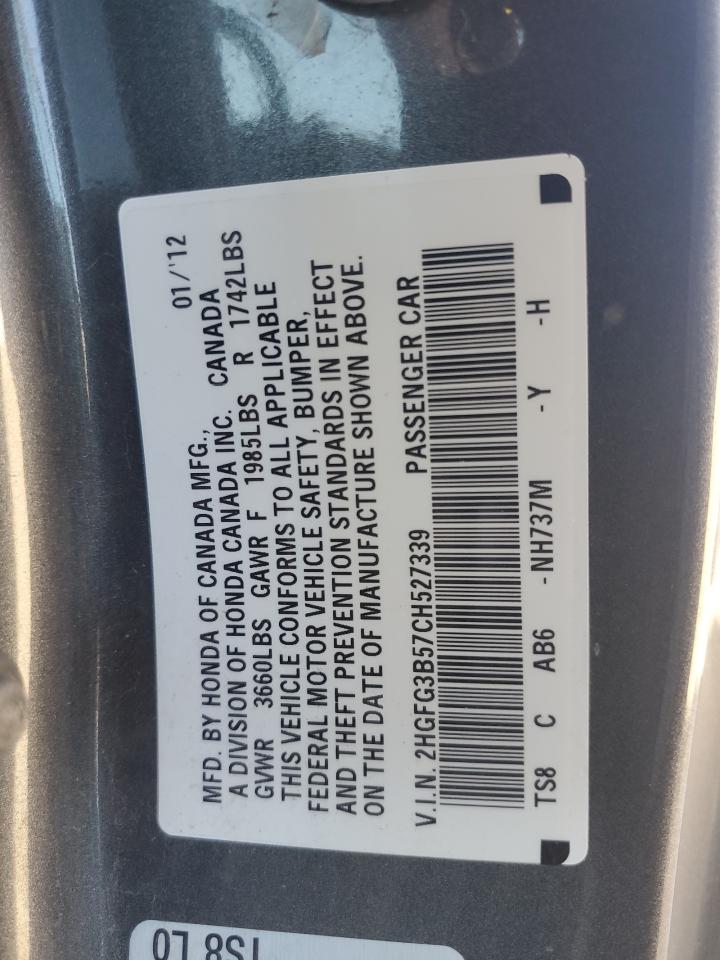 01/'12
MFD. BY HONDA OF CANADA MFG.,
A DIVISION OF HONDA CANADA INC. CANADA
GVWR 3660LBS GAWR F 1985LBS R 1742LBS
THIS VEHICLE CONFORMS TO ALL APPLICABLE
FEDERAL MOTOR VEHICLE SAFETY, BUMPER,
AND THEFT PREVENTION STANDARDS IN EFFECT
ON THE DATE OF MANUFACTURE SHOWN ABOVE.
V.I.N. 2HGFG3B57CH527339 PASSENGER CAR
TS8 C AB6 -NH737M -Y -H
TS8 LO